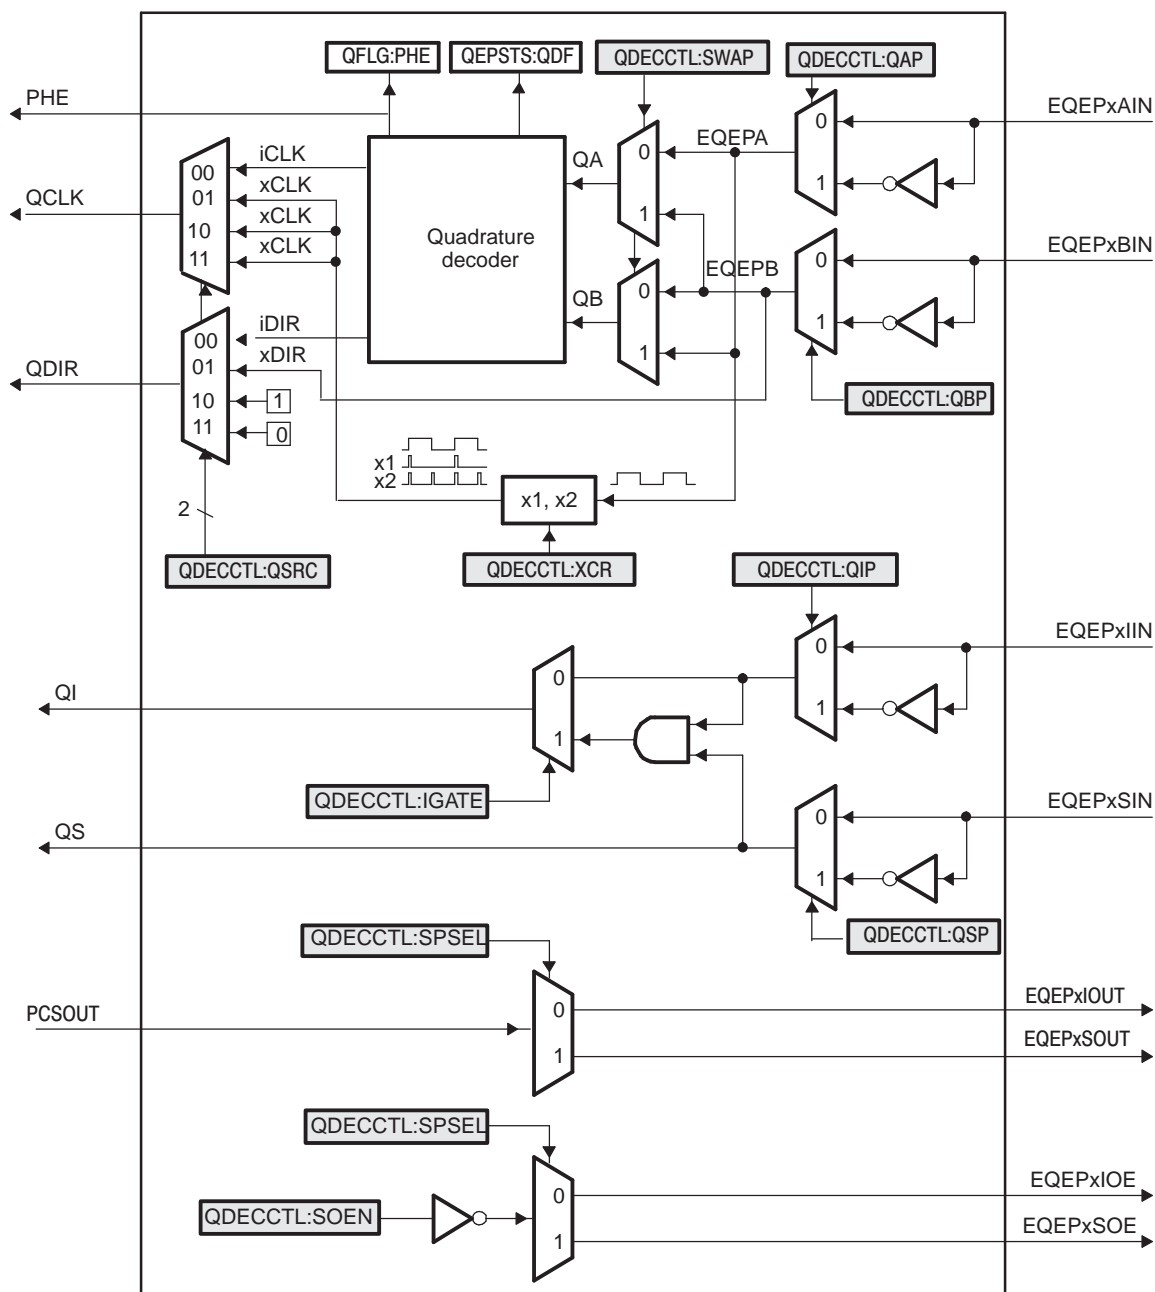 QFLG:PHE
QEPSTS:QDF
QDECCTL:SWAP
QDECCTL:QAP
PHE
EQEPxAIN
0
EQEPA
iCLK
QA
0
00
xCLK
01
1
QCLK
xCLK
10
1
xCLK
11
Quadrature
decoder
EQEPxBIN
0
EQEPB
QB
0
iDIR
1
00
xDIR
1
01
QDIR
10
1
QDECCTL:QBP
11
0
x1
x2
x1, x2
2
QDECCTL:QSRC
QDECCTL:XCR
QDECCTL:QIP
EQEPxIIN
0
0
QI
1
1
QDECCTL:IGATE
EQEPxSIN
0
QS
1
QDECCTL:SPSEL
QDECCTL:QSP
PCSOUT
0
EQEPxIOUT
1
EQEPxSOUT
QDECCTL:SPSEL
0
EQEPxIOE
QDECCTL:SOEN
1
EQEPxSOE